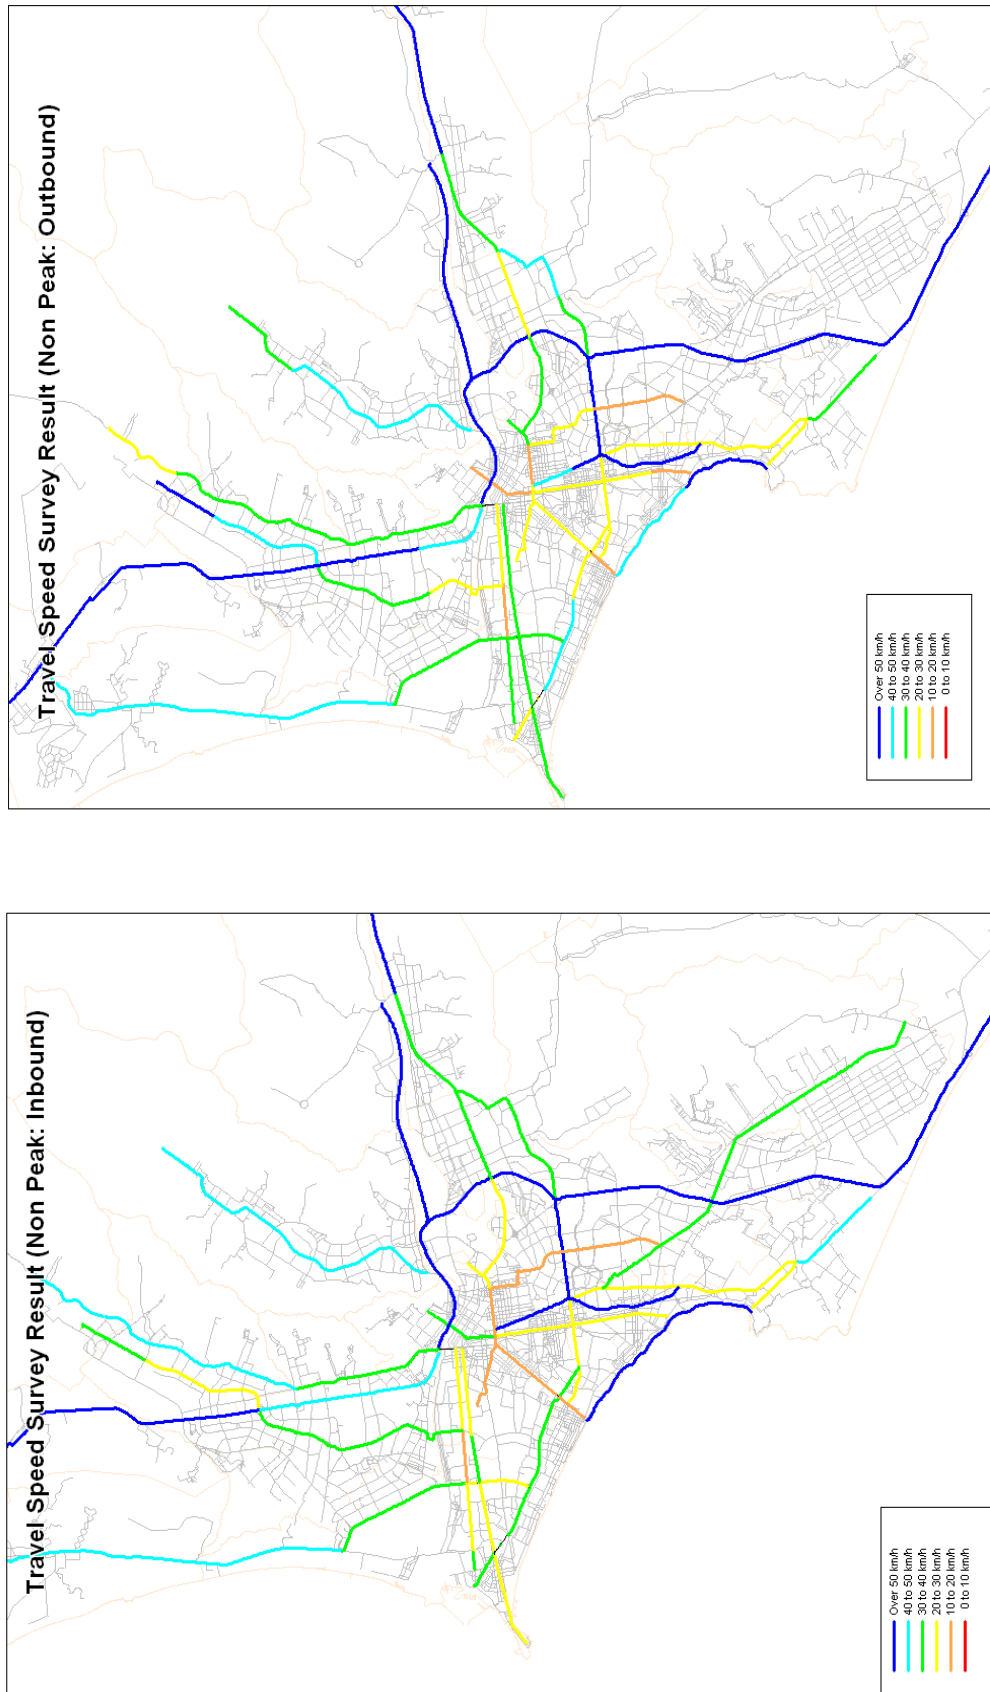 Travel Speed Survey Result (Non Peak: Outbound)
Over 50 km/h
40 to 50 km/h
30 to 40 km/h
20 to 30 km/h
10 to 20 km/h
0 to 10 km/h
Travel Speed Survey Result (Non Peak: Inbound)
Over 50 km/h
40 to 50 km/h
30 to 40 km/h
20 to 30 km/h
10 to 20 km/h
0 to 10 km/h